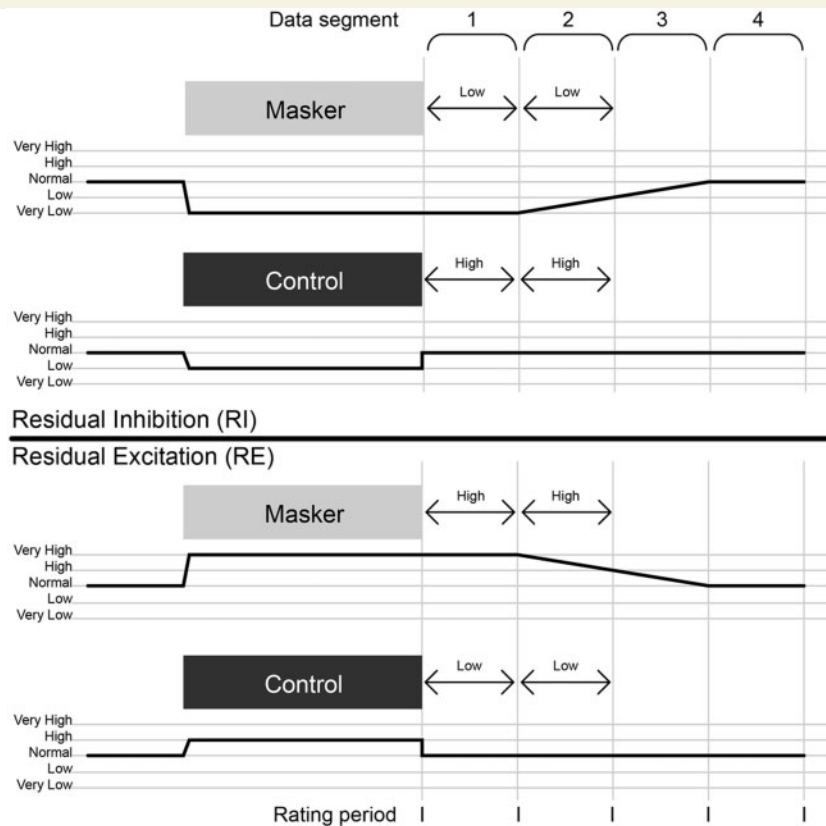 Data segment 1 2 3 4
Masker Low Low
Very High
High
Normal
Low
Very Low
Control High High
Very High
High
Normal
Low
Very Low
Residual Inhibition (RI)
Residual Excitation (RE)
Masker High High
Very High
High
Normal
Low
Very Low
Control Low Low
Very High
High
Normal
Low
Very Low
Rating period